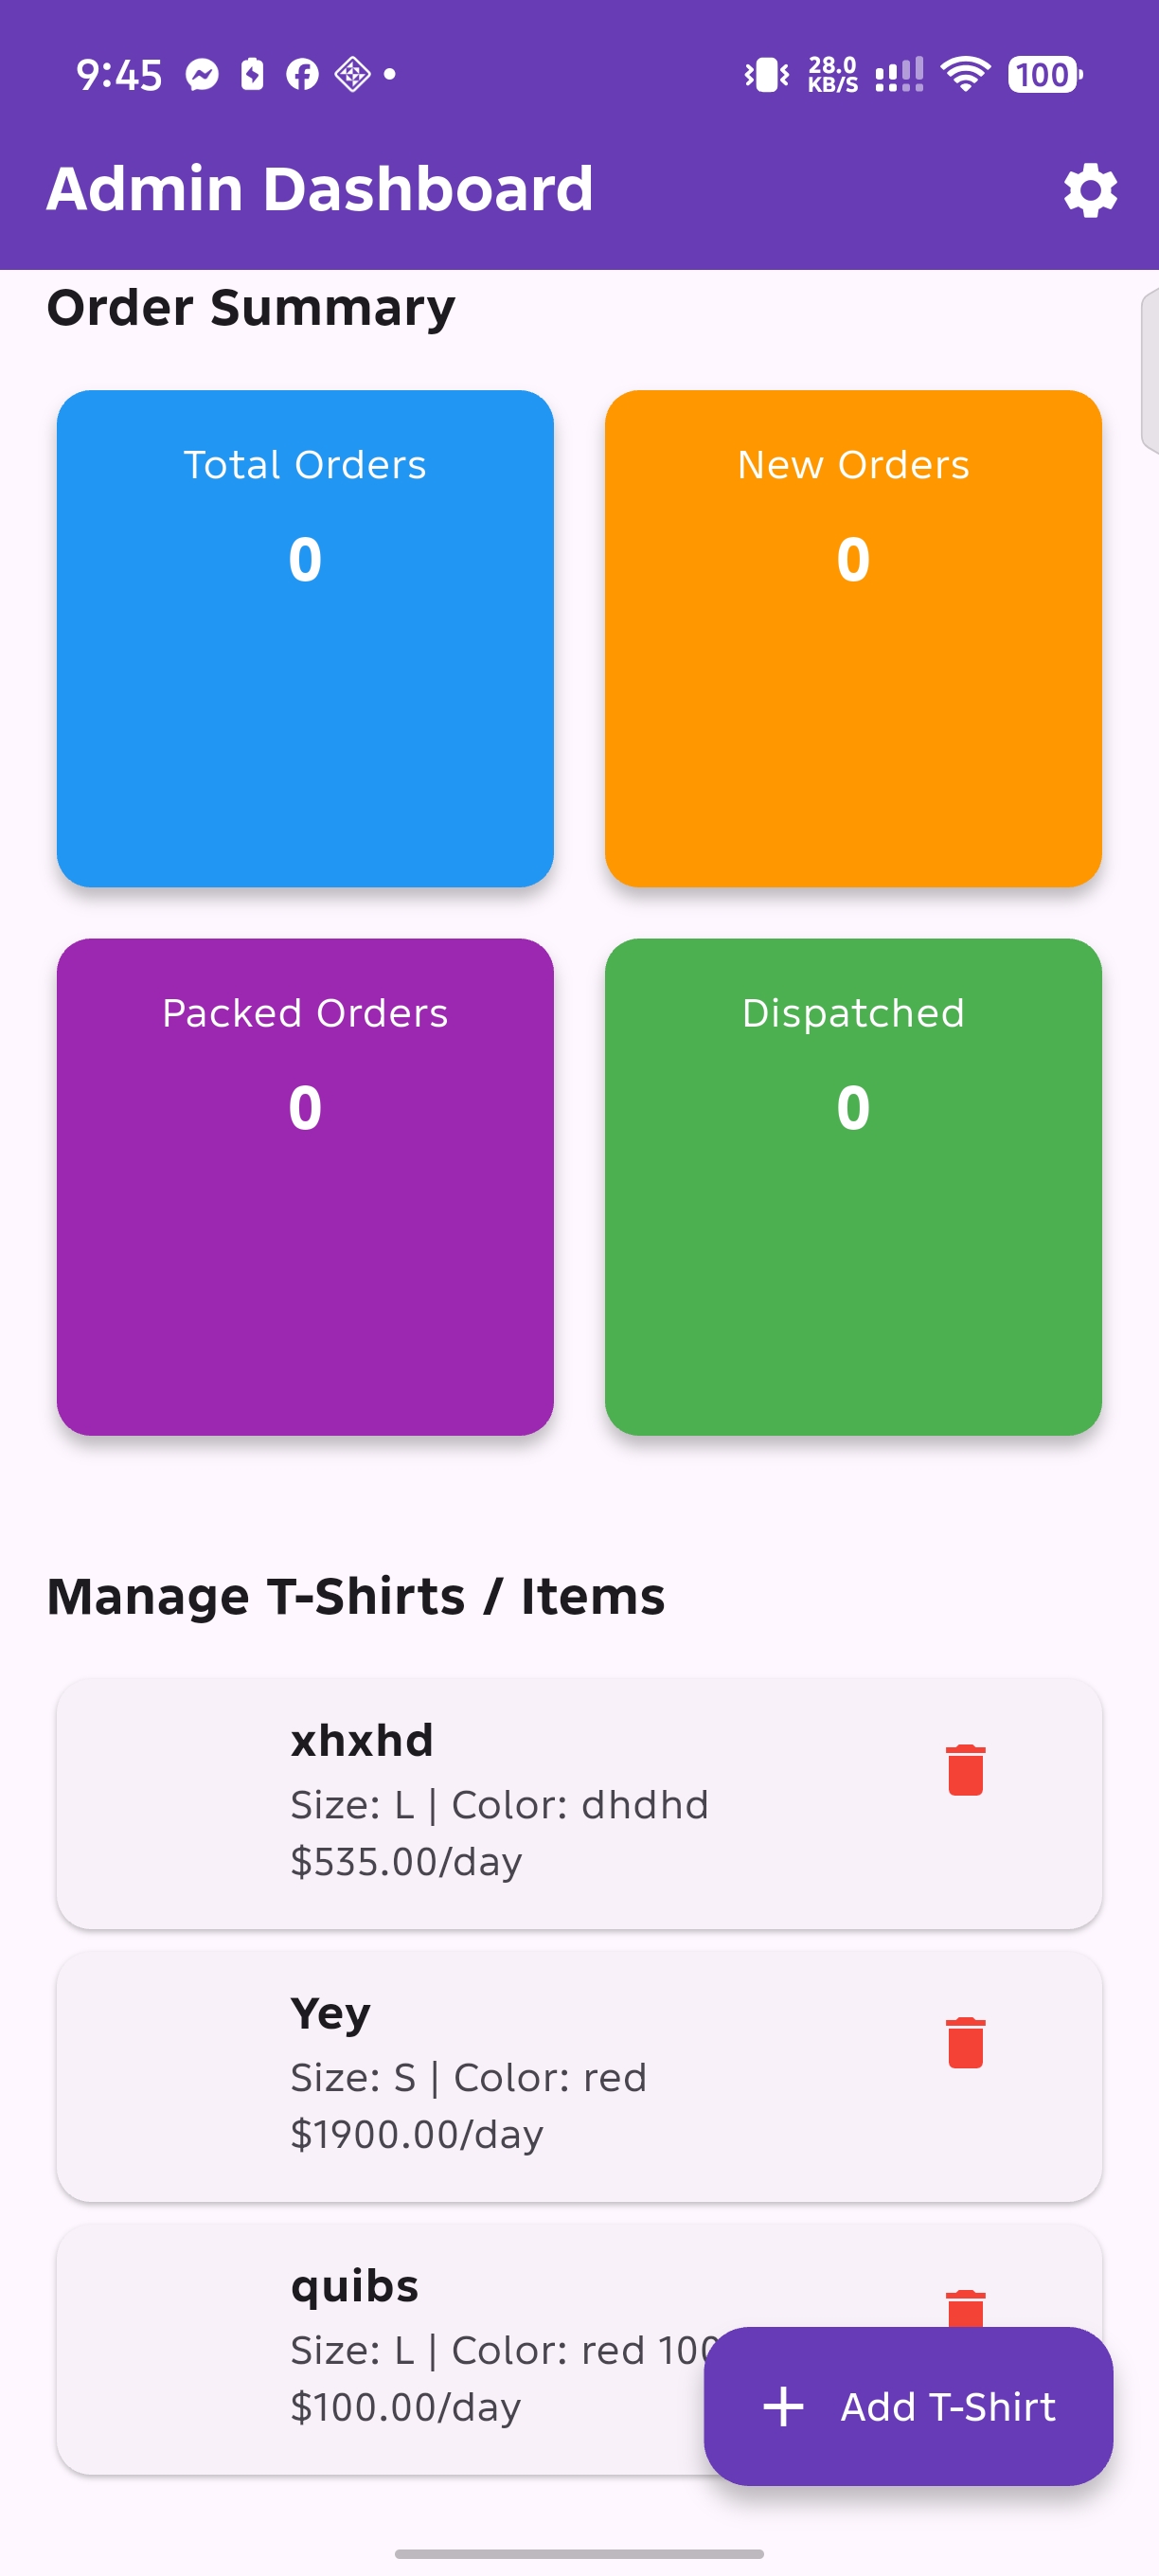 9:45
28.0
KB/S
100
Admin Dashboard
Order Summary
Total Orders
0
New Orders
0
Packed Orders
0
Dispatched
0
Manage T-Shirts / Items
xhxhd
Size: L | Color: dhdhd
$535.00/day
Yey
Size: S | Color: red
$1900.00/day
quibs
Size: L | Color: red 100
$100.00/day
Add T-Shirt